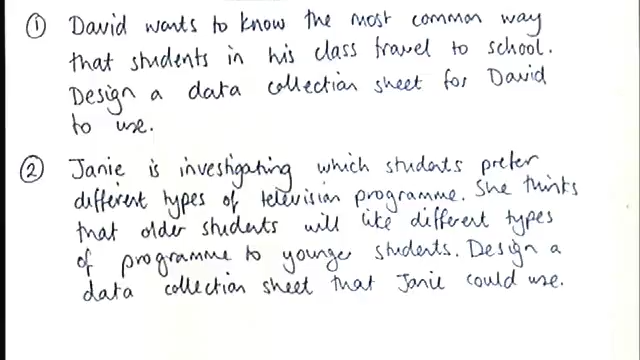 ① David wants to know the most common way
that students in his class travel to school.
Design a data collection sheet for David
to use.
② Janie is investigating which students prefer
different types of television programme. She thinks
that older students will like different types
of programme to younger students. Design a
data collection sheet that Janie could use.